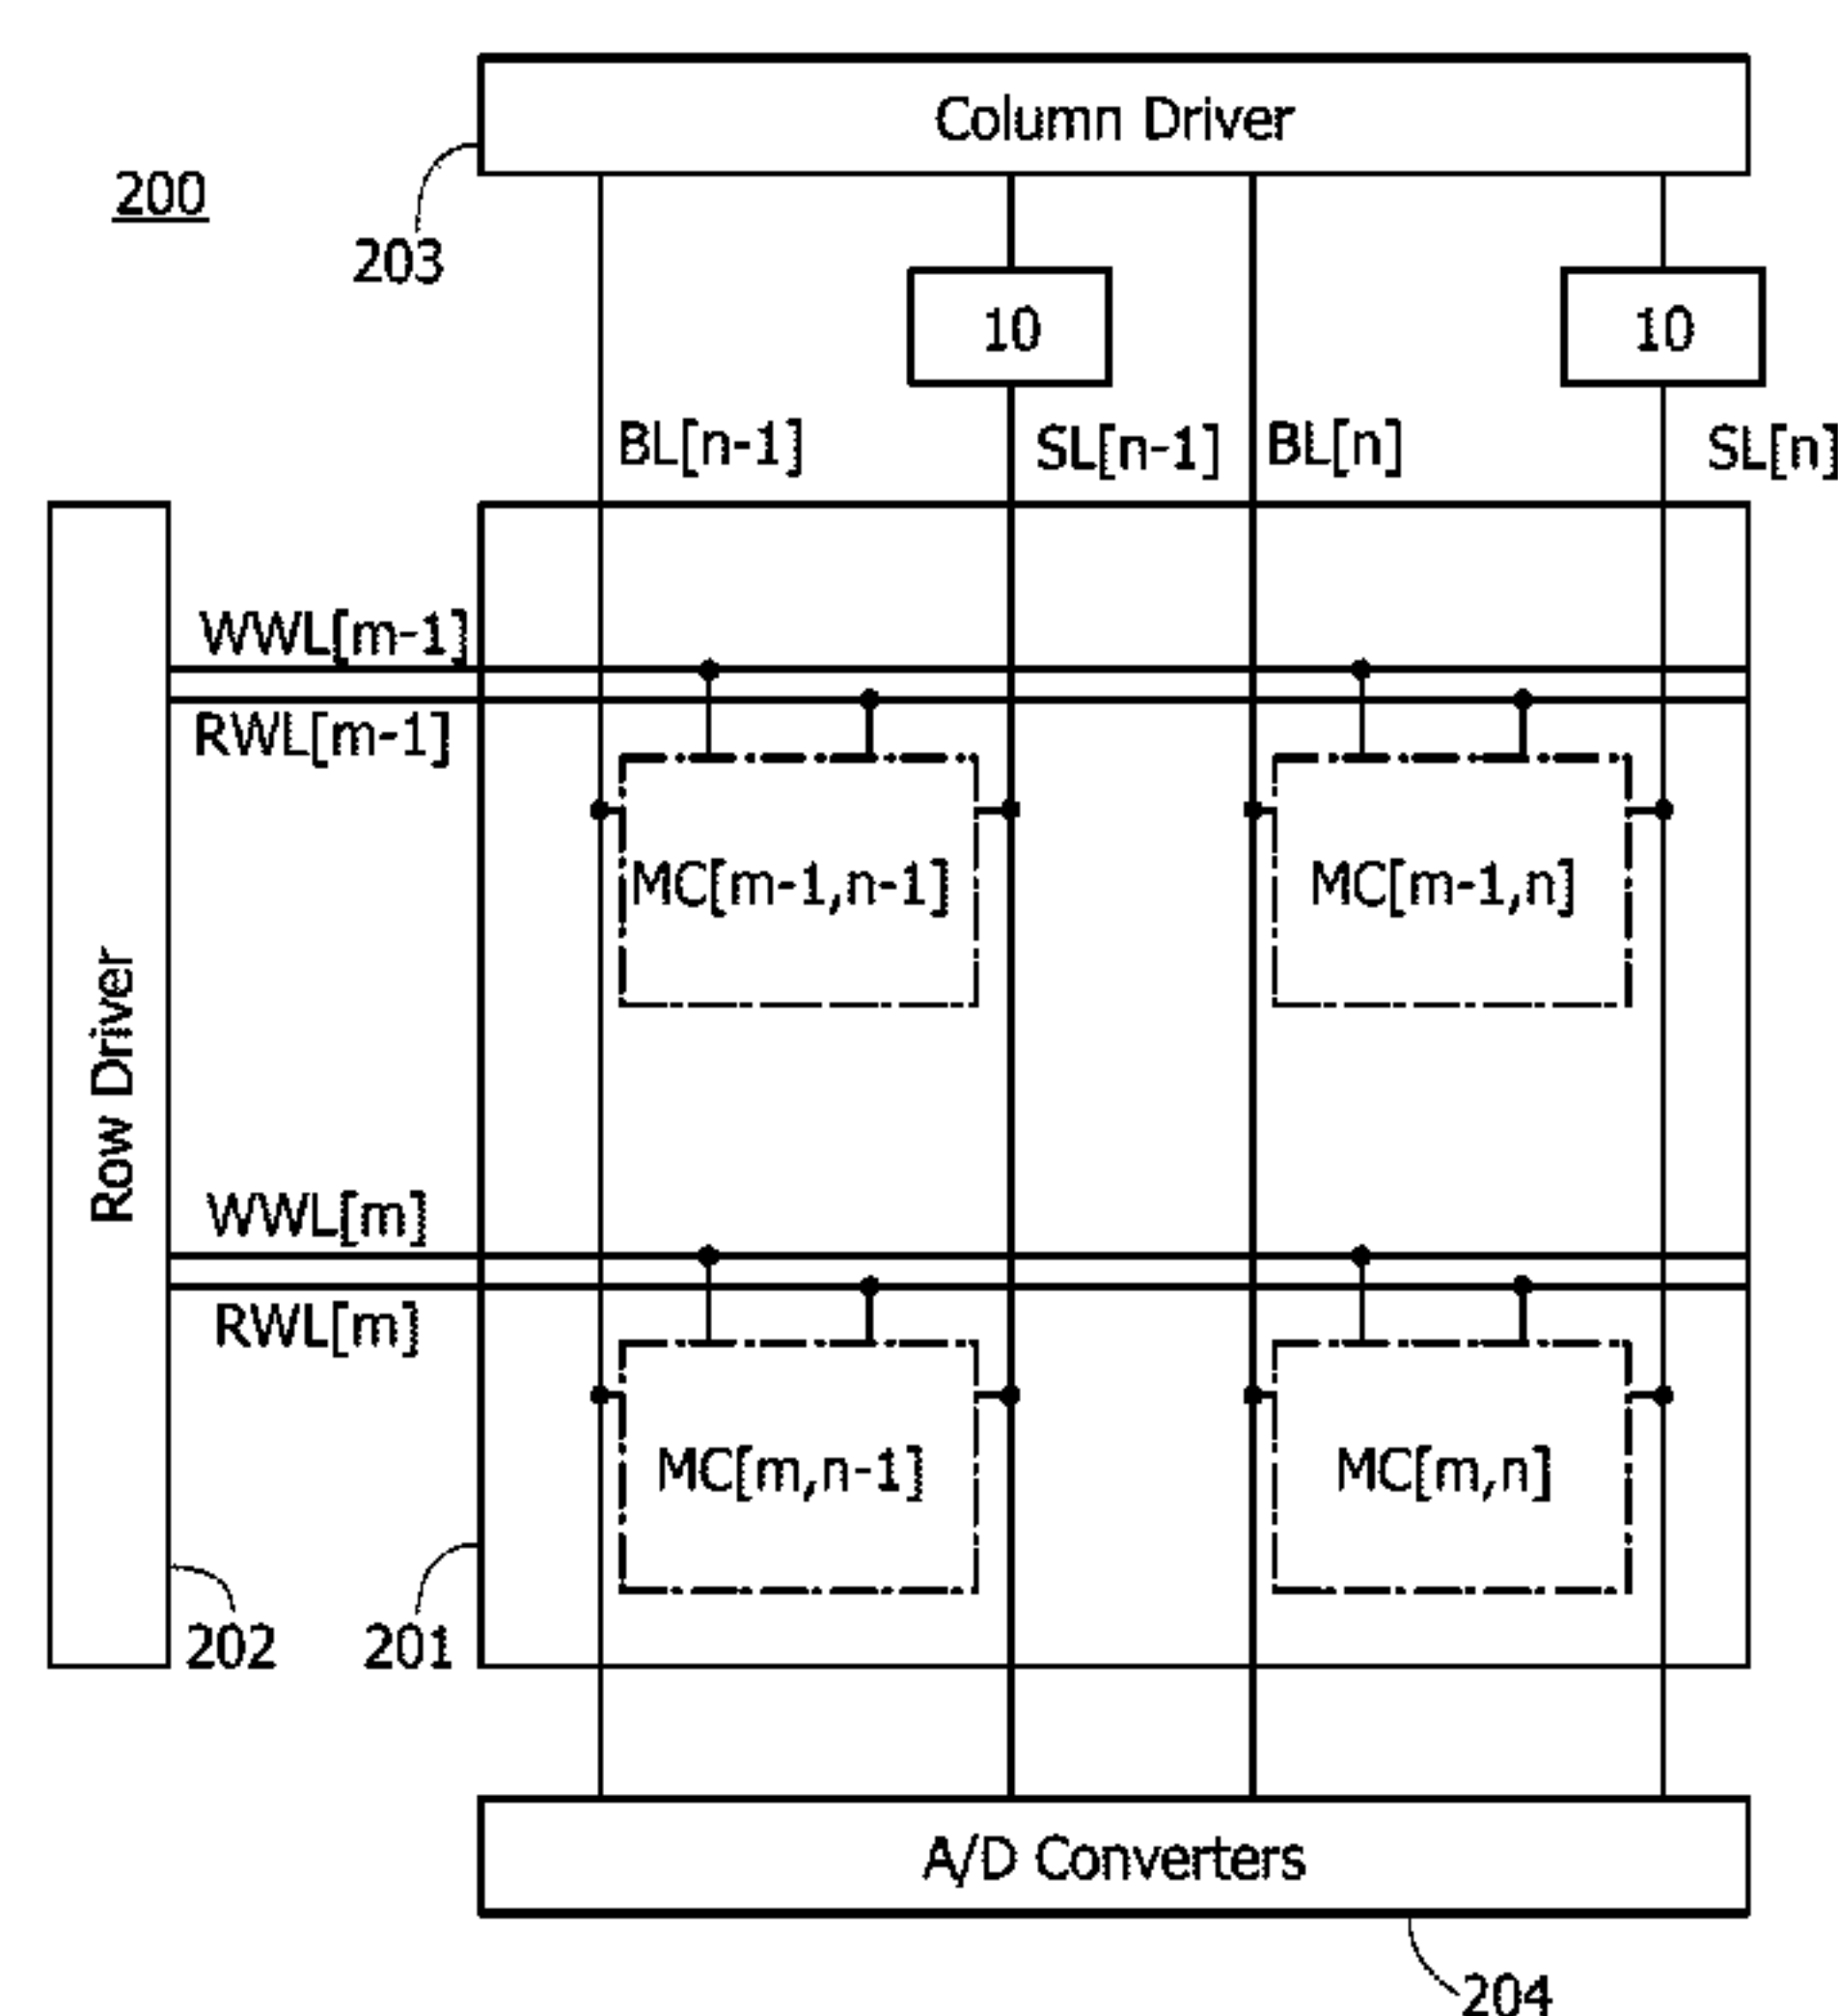 Column Driver
200
203
10
10
BL[n-1]
SL[n-1]
BL[n]
SL[n]
WWL[m-1]
RWL[m-1]
MC[m-1,n-1]
MC[m-1,n]
Row Driver
WWL[m]
RWL[m]
MC[m,n-1]
MC[m,n]
202
201
A/D Converters
204